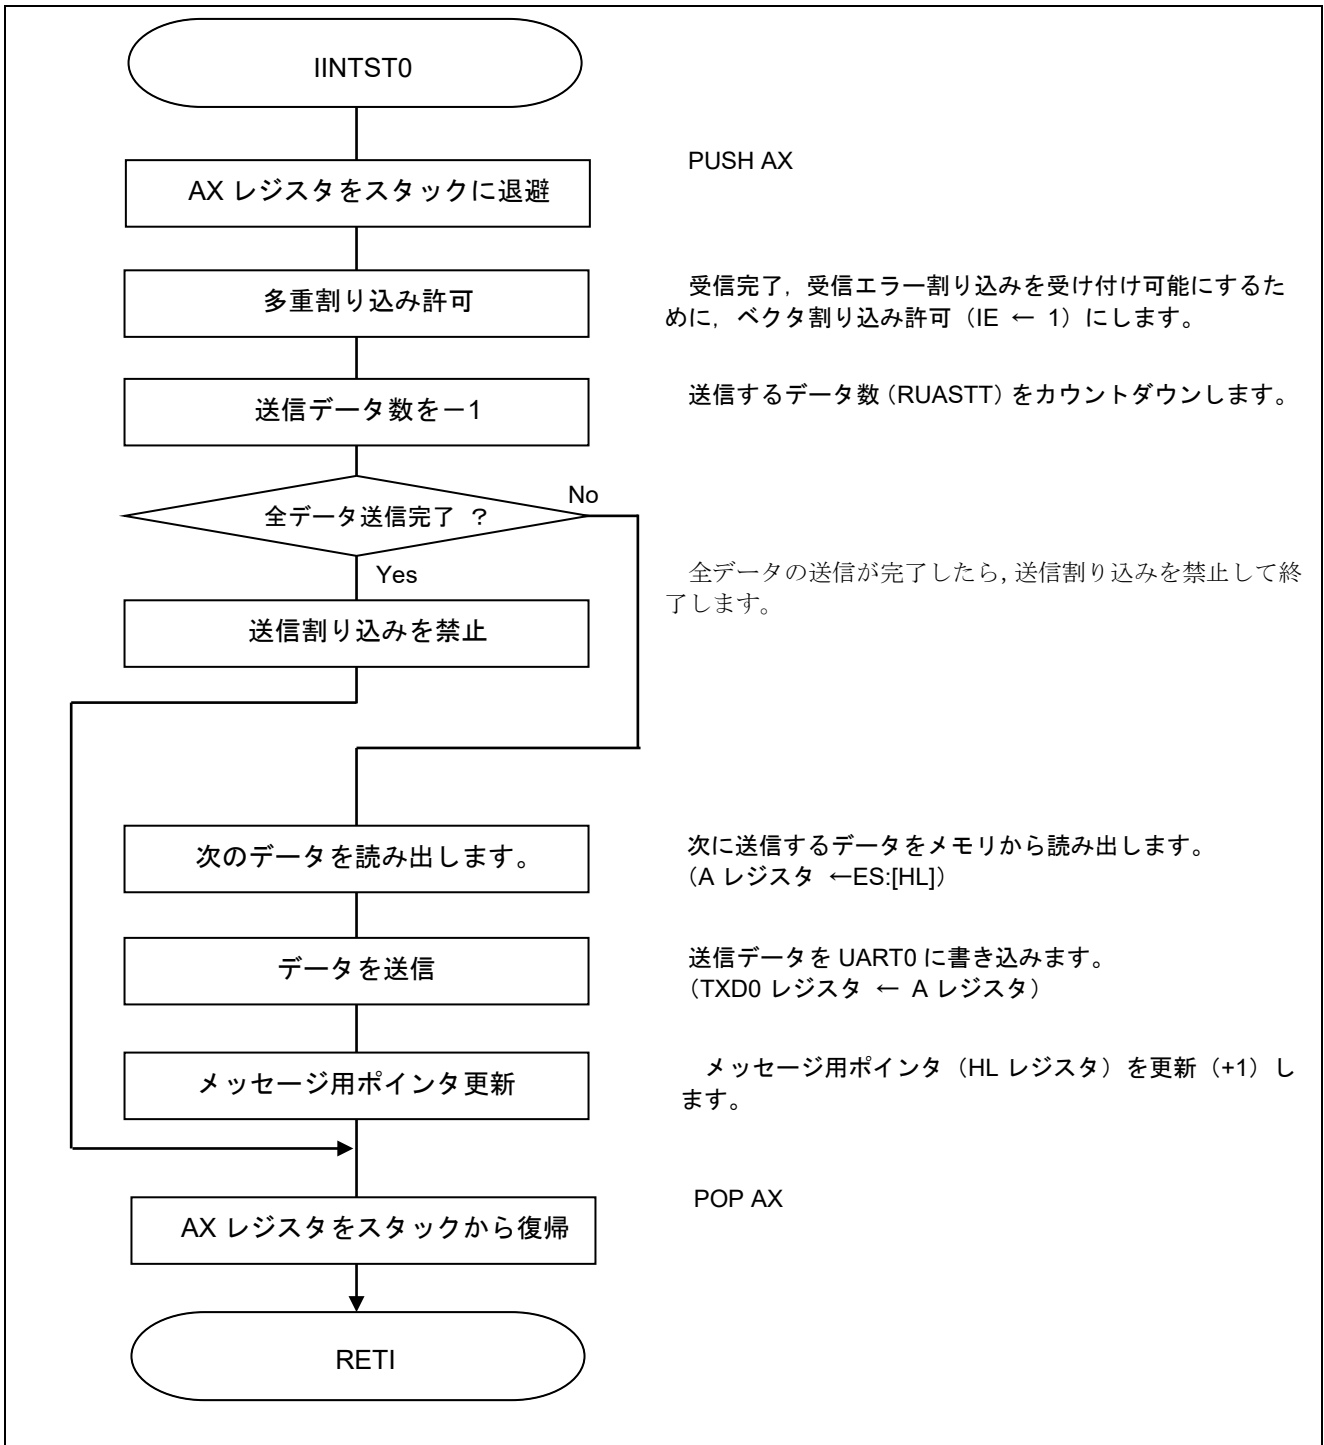 IINTST0
PUSH AX
AX レジスタをスタックに退避
多重割り込み許可
受信完了，受信エラー割り込みを受け付け可能にするた
めに，ベクタ割り込み許可（IE ← 1）にします。
送信データ数を－1
送信するデータ数（RUASTT）をカウントダウンします。
No
全データ送信完了 ？
Yes
全データの送信が完了したら，送信割り込みを禁止して終
了します。
送信割り込みを禁止
次のデータを読み出します。
次に送信するデータをメモリから読み出します。
（A レジスタ ←ES:[HL]）
データを送信
送信データを UART0 に書き込みます。
（TXD0 レジスタ ← A レジスタ）
メッセージ用ポインタ更新
メッセージ用ポインタ（HL レジスタ）を更新（+1）し
ます。
POP AX
AX レジスタをスタックから復帰
RETI